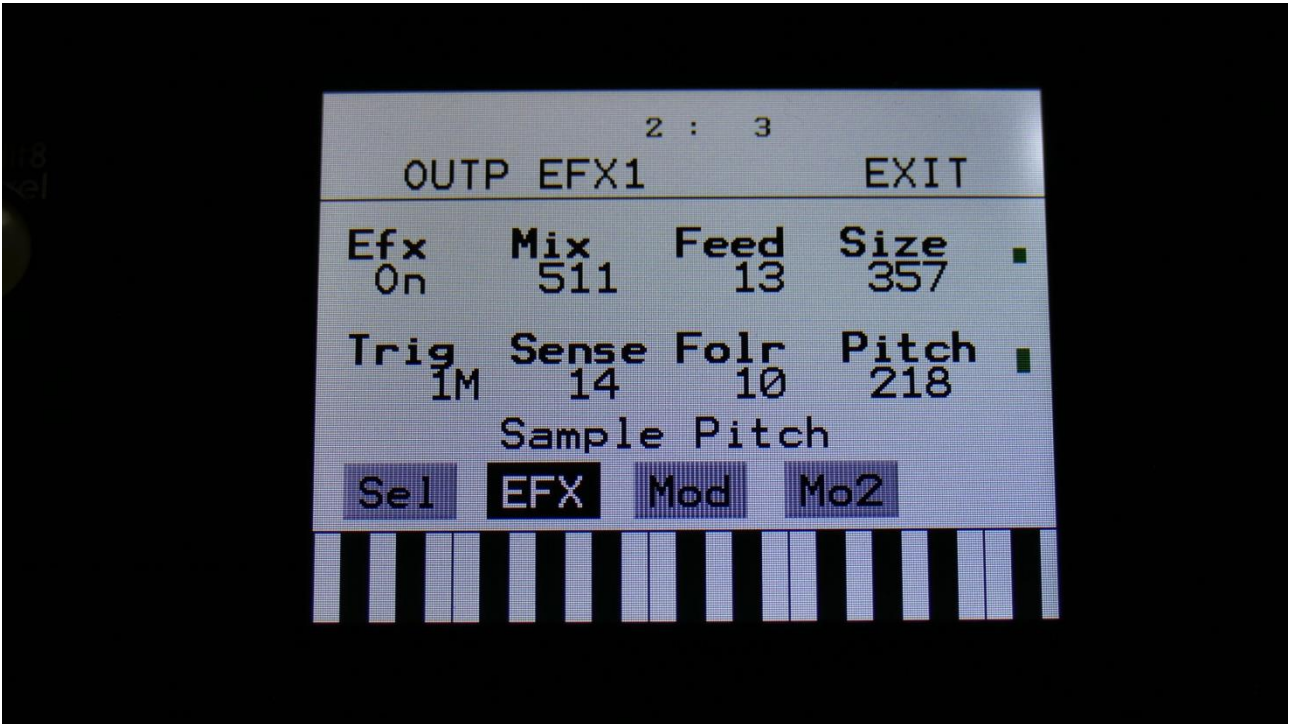 2 : 3
OUTP EFX1 EXIT
Efx Mix Feed Size
On 511 13 357
Trig Sense Folr Pitch
1M 14 10 218
Sample Pitch
Sel EFX Mod Mo2